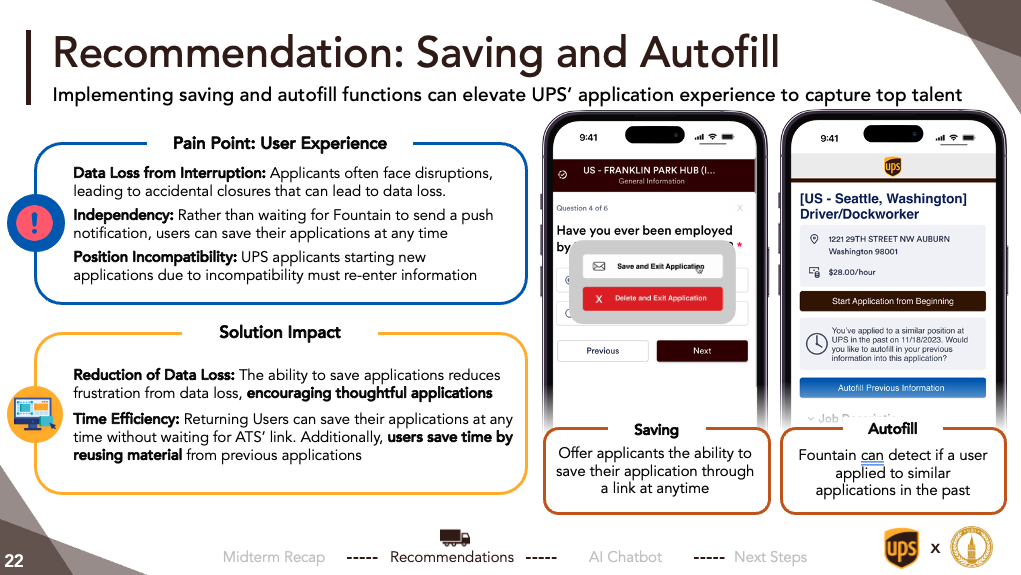 Recommendation: Saving and Autofill
Implementing saving and autofill functions can elevate UPS’ application experience to capture top talent
Pain Point: User Experience
Data Loss from Interruption: Applicants often face disruptions,
leading to accidental closures that can lead to data loss.
Independency: Rather than waiting for Fountain to send a push
notification, users can save their applications at any time
Position Incompatibility: UPS applicants starting new
applications due to incompatibility must re-enter information
Solution Impact
Reduction of Data Loss: The ability to save applications reduces
frustration from data loss, encouraging thoughtful applications
Time Efficiency: Returning Users can save their applications at any
time without waiting for ATS’ link. Additionally, users save time by
reusing material from previous applications
9:41
US - FRANKLIN PARK HUB (I...
General Information
Question 4 of 6
X
Have you ever been employed
by
? *
Save and Exit Application
X Delete and Exit Application
Previous
Next
Saving
Offer applicants the ability to
save their application through
a link at anytime
9:41
ups
[US - Seattle, Washington]
Driver/Dockworker
1221 29TH STREET NW AUBURN
Washington 98001
$28.00/hour
Start Application from Beginning
You've applied to a similar position at
UPS in the past on 11/18/2023. Would
you like to autofill in your previous
information into this application?
Autofill Previous Information
Autofill
Fountain can detect if a user
applied to similar
applications in the past
22
Midterm Recap ----- Recommendations ----- AI Chatbot ----- Next Steps
ups x